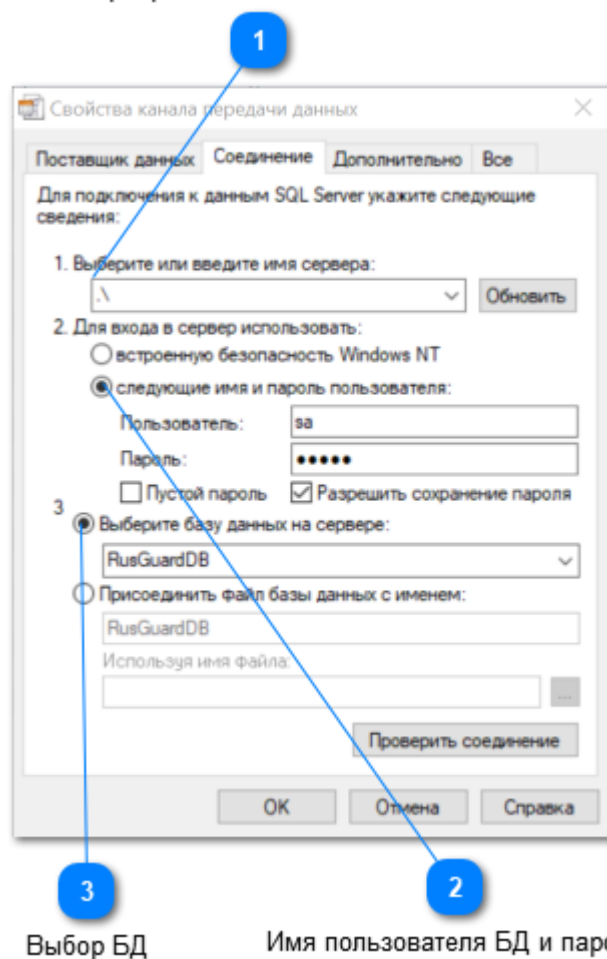 1
Свойства канала передачи данных
Поставщик данных Соединение Дополнительно Все
Для подключения к данным SQL Server укажите следующие
сведения:
1. Выберите или введите имя сервера:
.\ Обновить
2. Для входа в сервер использовать:
встроенную безопасность Windows NT
следующие имя и пароль пользователя:
Пользователь: sa
Пароль: •••••
Пустой пароль Разрешить сохранение пароля
3
Выберите базу данных на сервере:
RusGuardDB
Присоединить файл базы данных с именем:
RusGuardDB
Используя имя файла:
...
Проверить соединение
OK Отмена Справка
3 2
Выбор БД Имя пользователя БД и